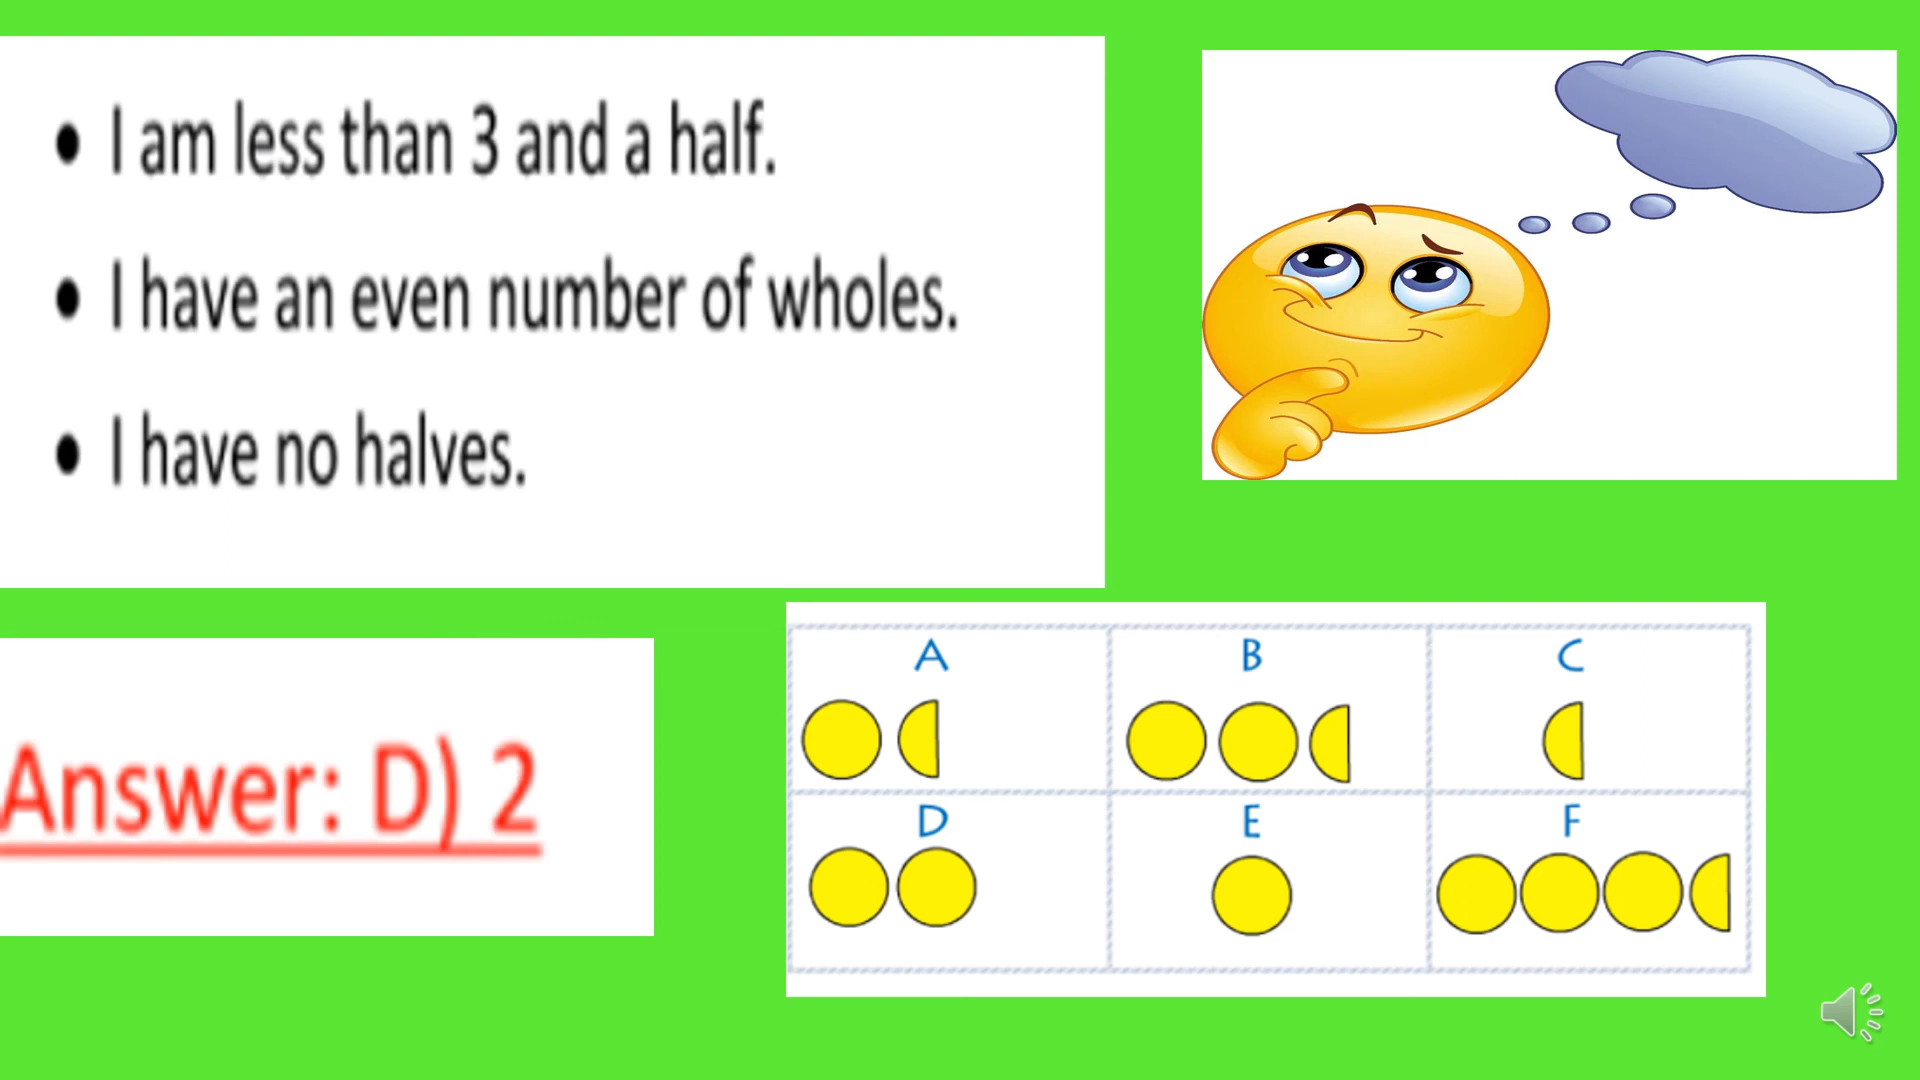 • I am less than 3 and a half.
• I have an even number of wholes.
• I have no halves.
Answer: D) 2
A B C
D E F